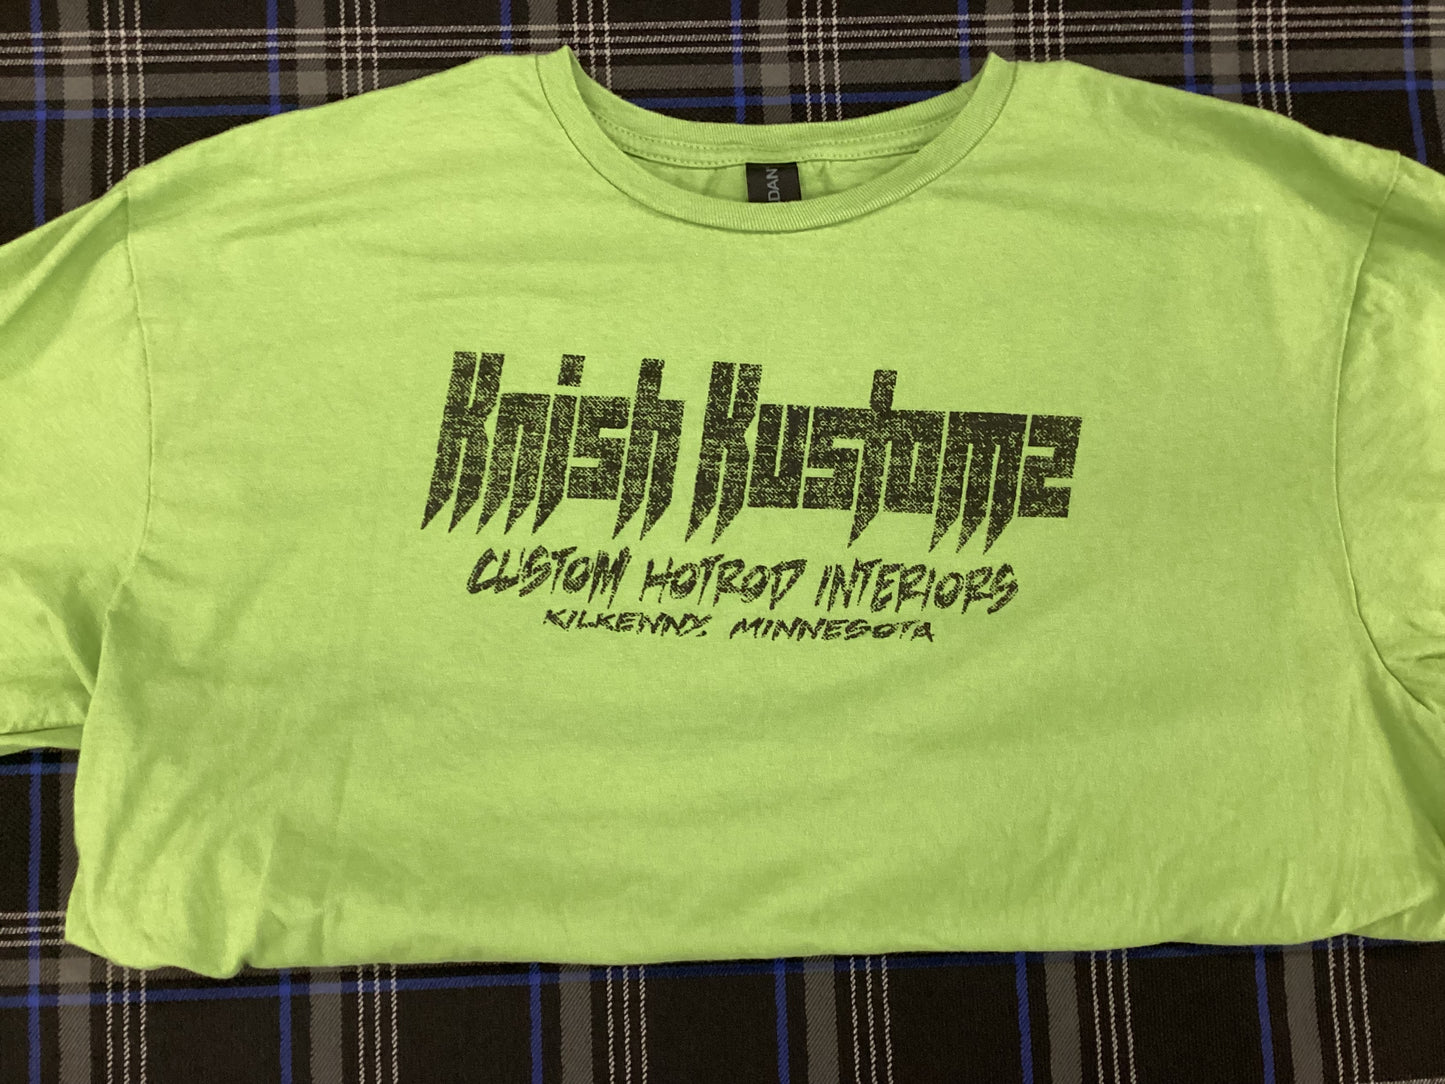 Knish Kustomz
CUSTOM HOTROD INTERIORS
KILKENNY, MINNESOTA